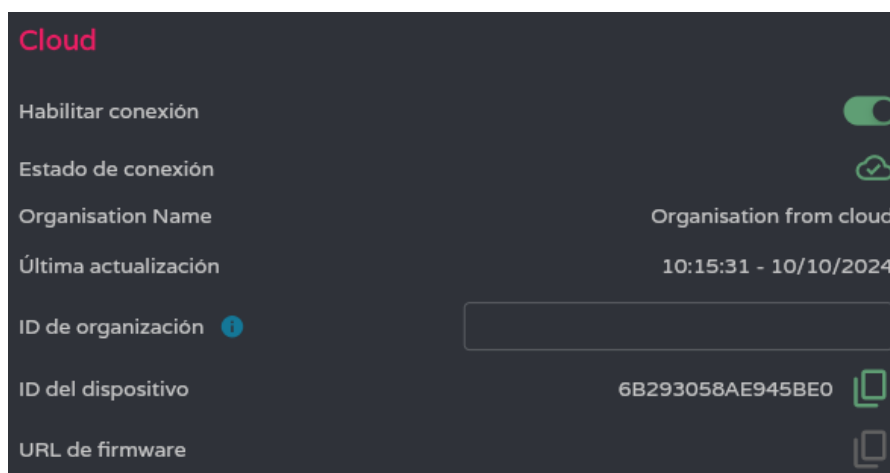 Cloud
Habilitar conexión
Estado de conexión
Organisation Name Organisation from cloud
Última actualización 10:15:31 - 10/10/2024
ID de organización
ID del dispositivo 6B293058AE945BE0
URL de firmware